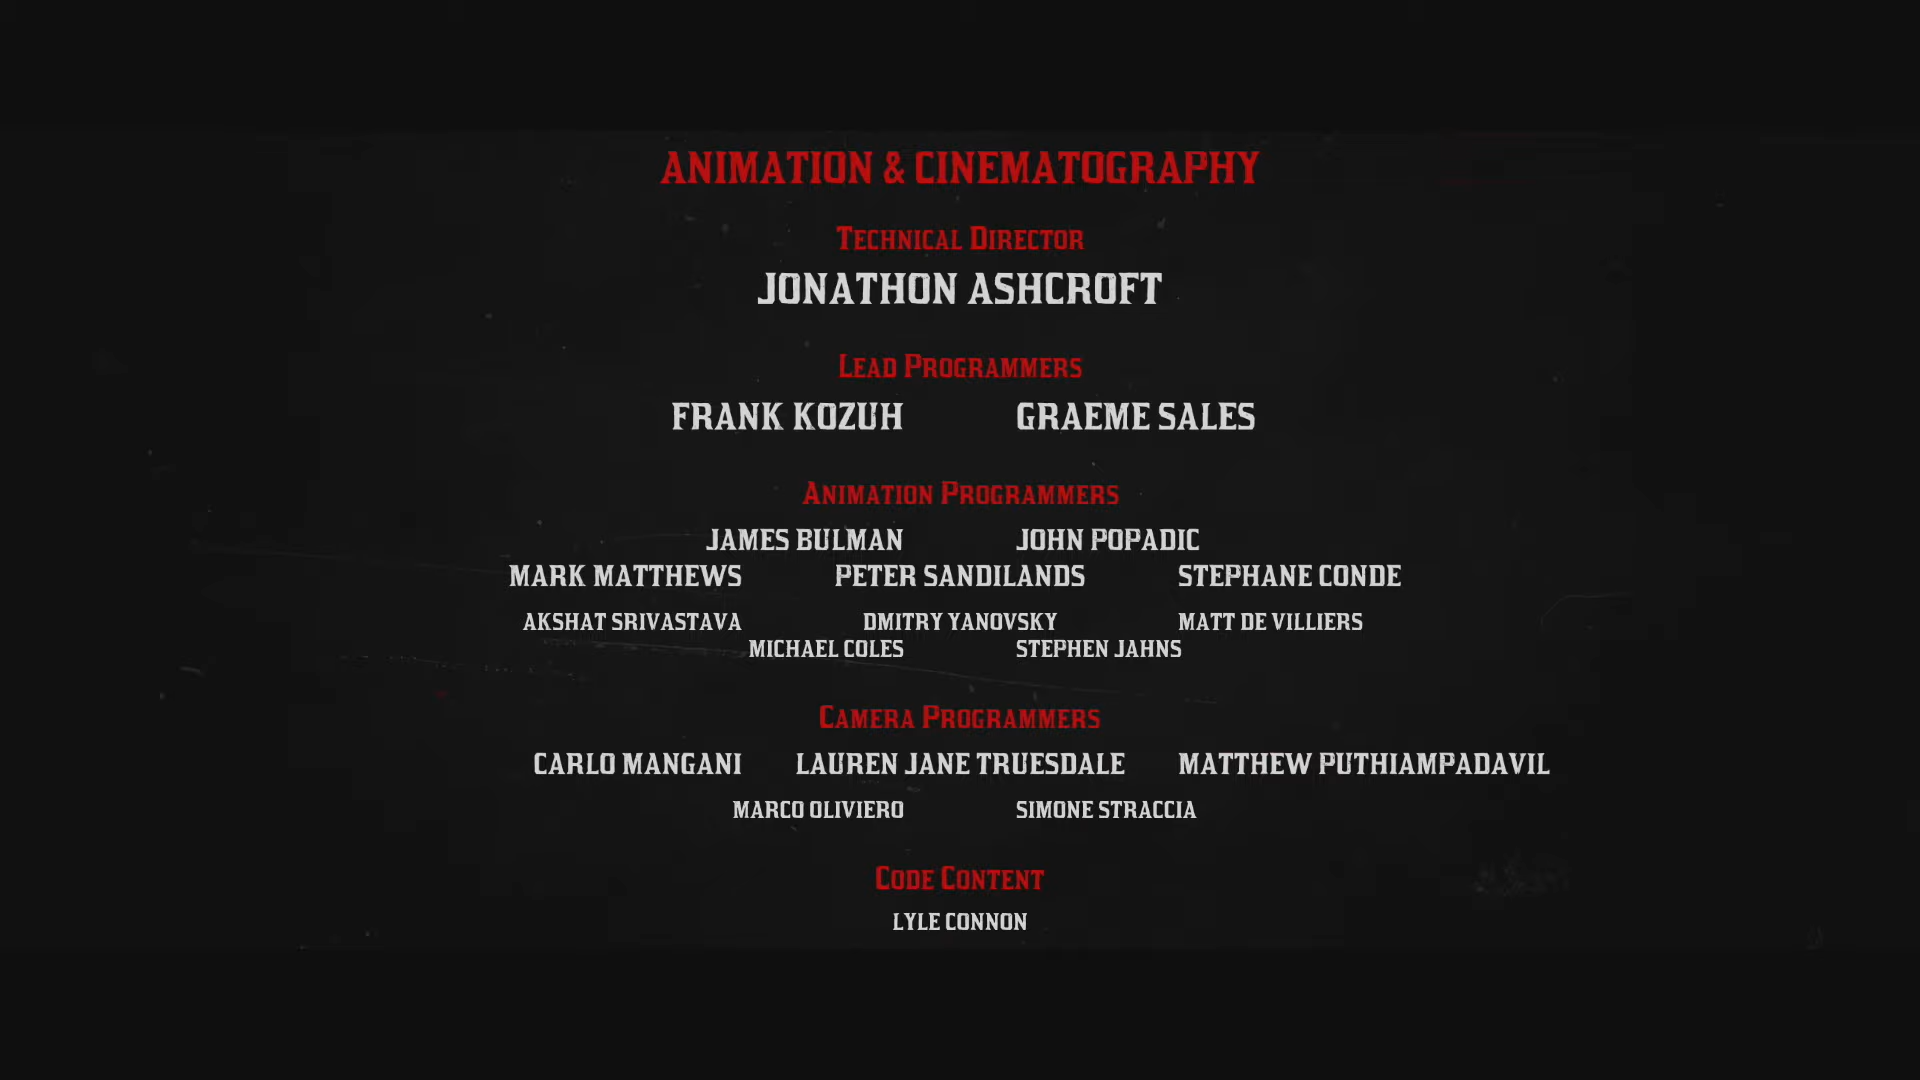 ANIMATION & CINEMATOGRAPHY
TECHNICAL DIRECTOR
JONATHON ASHCROFT
LEAD PROGRAMMERS
FRANK KOZUH GRAEME SALES
ANIMATION PROGRAMMERS
JAMES BULMAN JOHN POPADIC
MARK MATTHEWS PETER SANDILANDS STEPHANE CONDE
AKSHAT SRIVASTAVA DMITRY YANOVSKY MATT DE VILLIERS
MICHAEL COLES STEPHEN JAHNS
CAMERA PROGRAMMERS
CARLO MANGANI LAUREN JANE TRUESDALE MATTHEW PUTHIAMPADAVIL
MARCO OLIVIERO SIMONE STRACCIA
CODE CONTENT
LYLE CONNON